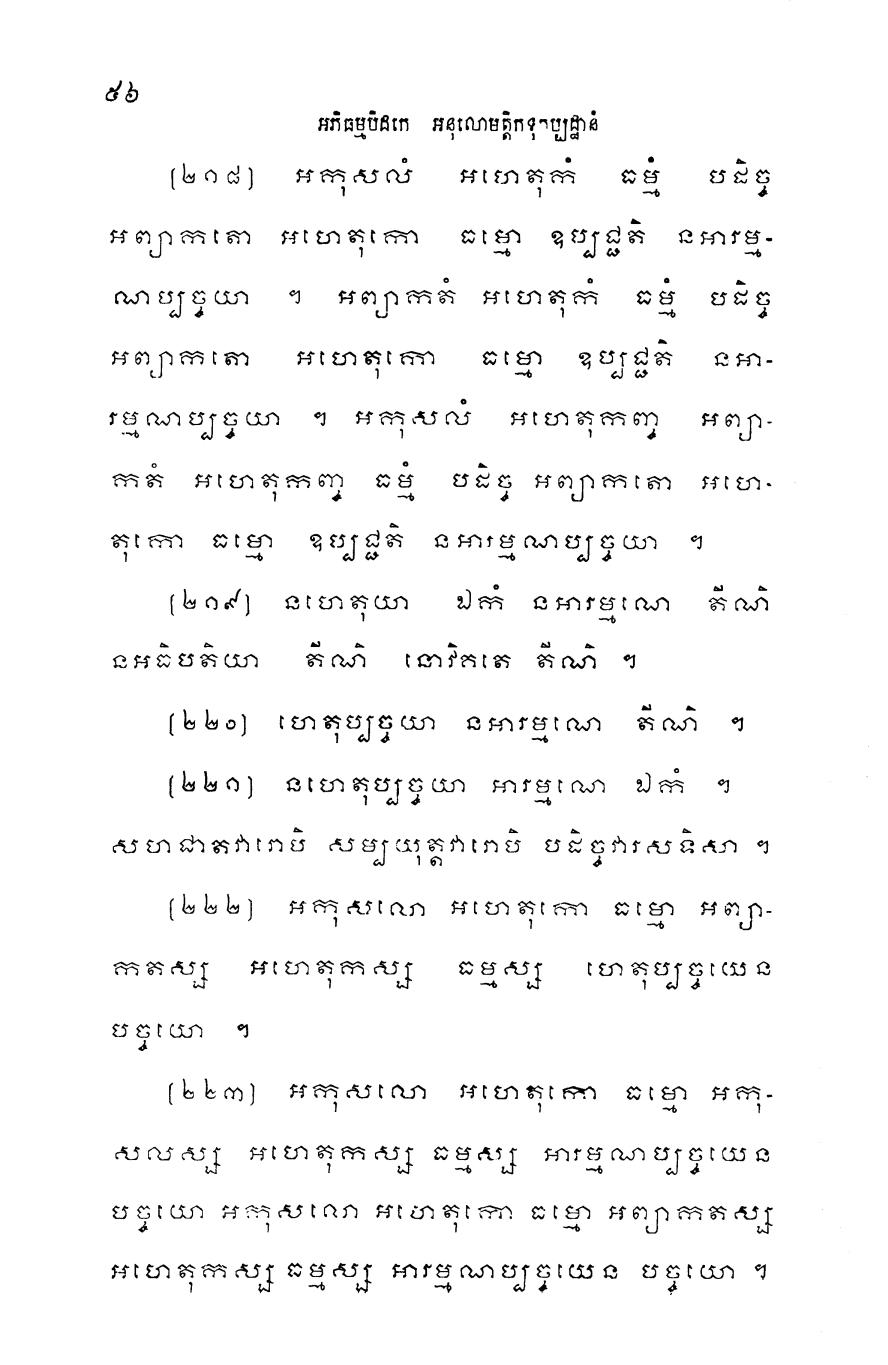 ៥៦
អភិធម្មបិដកេ អនុលោមត្តិកទុកប្បដ្ឋានំ
[២១៨] អកុសលំ អហេតុកំ ធម្មំ បដិច្ច
អព្យាកតោ អហេតុកោ ធម្មោ ឧប្បជ្ជតិ នអារម្ម-
ណប្បច្ចយា ។ អព្យាកតំ អហេតុកំ ធម្មំ បដិច្ច
អព្យាកតោ អហេតុកោ ធម្មោ ឧប្បជ្ជតិ នអា-
រម្មណប្បច្ចយា ។ អកុសលំ អហេតុកញ្ច អព្យា-
កតំ អហេតុកញ្ច ធម្មំ បដិច្ច អព្យាកតោ អហេ-
តុកោ ធម្មោ ឧប្បជ្ជតិ នអារម្មណប្បច្ចយា ។
[២១៩] នហេតុយា ឯកំ នអារម្មណេ តីណិ
នអធិបតិយា តីណិ នោវិគតេ តីណិ ។
[២២០] ហេតុប្បច្ចយា នអារម្មណេ តីណិ ។
[២២១] នហេតុប្បច្ចយា អារម្មណេ ឯកំ ។
សហជាតវារោបិ សម្បយុត្តវារោបិ បដិច្ចវារសទិសា ។
[២២២] អកុសលោ អហេតុកោ ធម្មោ អព្យា-
កតស្ស អហេតុកស្ស ធម្មស្ស ហេតុប្បច្ចយេន
បច្ចយោ ។
[២២៣] អកុសលោ អហេតុកោ ធម្មោ អកុ-
សលស្ស អហេតុកស្ស ធម្មស្ស អារម្មណប្បច្ចយេន
បច្ចយោ អកុសលោ អហេតុកោ ធម្មោ អព្យាកតស្ស
អហេតុកស្ស ធម្មស្ស អារម្មណប្បច្ចយេន បច្ចយោ ។